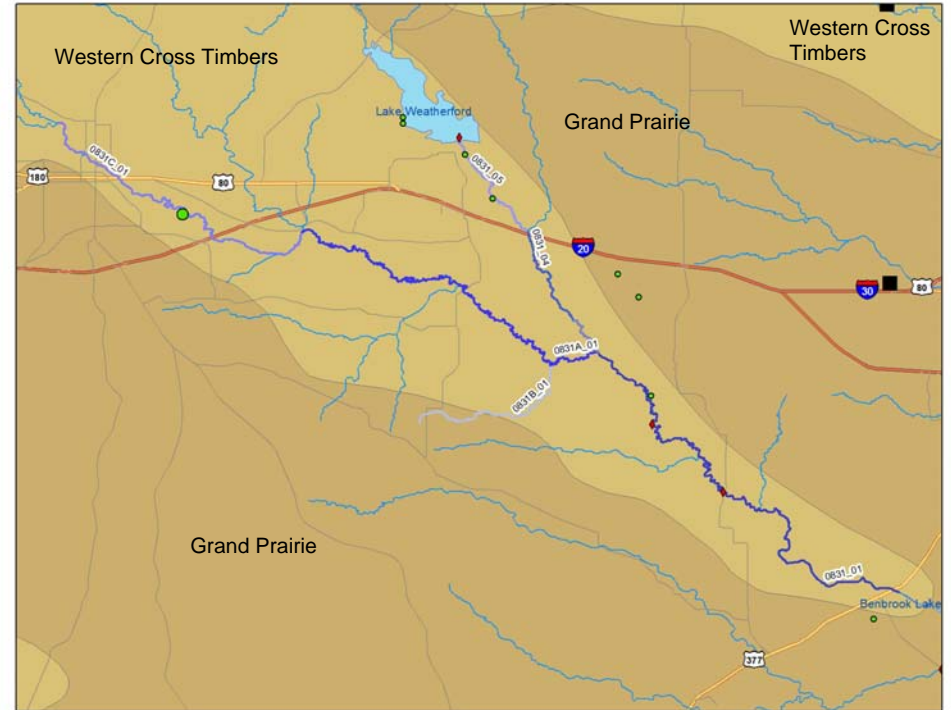 Western Cross
Timbers
Western Cross Timbers
Lake Weatherford
Grand Prairie
0831C_01
0831_05
180
80
0831_04
20
30
80
0831A_01
0831B_01
Grand Prairie
0831_01
Benbrook Lake
377